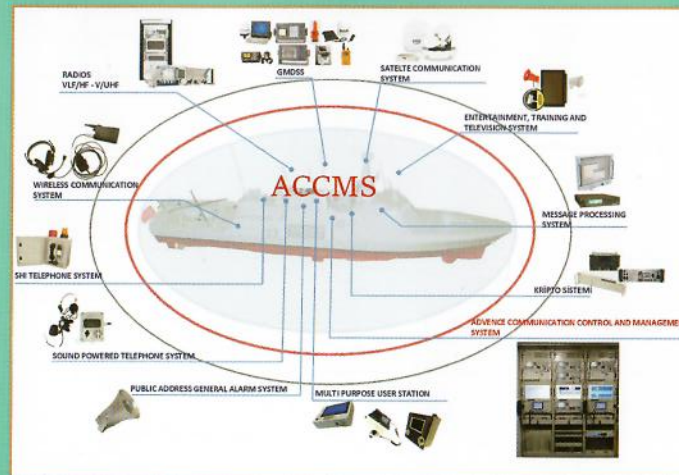 RADIOS
VLF/HF - V/UHF
GMDSS
SATELTE COMMUNICATION
SYSTEM
ENTERTAINMENT, TRAINING AND
TELEVISION SYSTEM
WIRELESS COMMUNICATION
SYSTEM
ACCMS
MESSAGE PROCESSING
SYSTEM
SHI TELEPHONE SYSTEM
KRIPTO SISTEMİ
ADVANCE COMMUNICATION CONTROL AND MANAGEME
SYSTEM
SOUND POWERED TELEPHONE SYSTEM
PUBLIC ADDRESS GENERAL ALARM SYSTEM
MULTI PURPOSE USER STATION